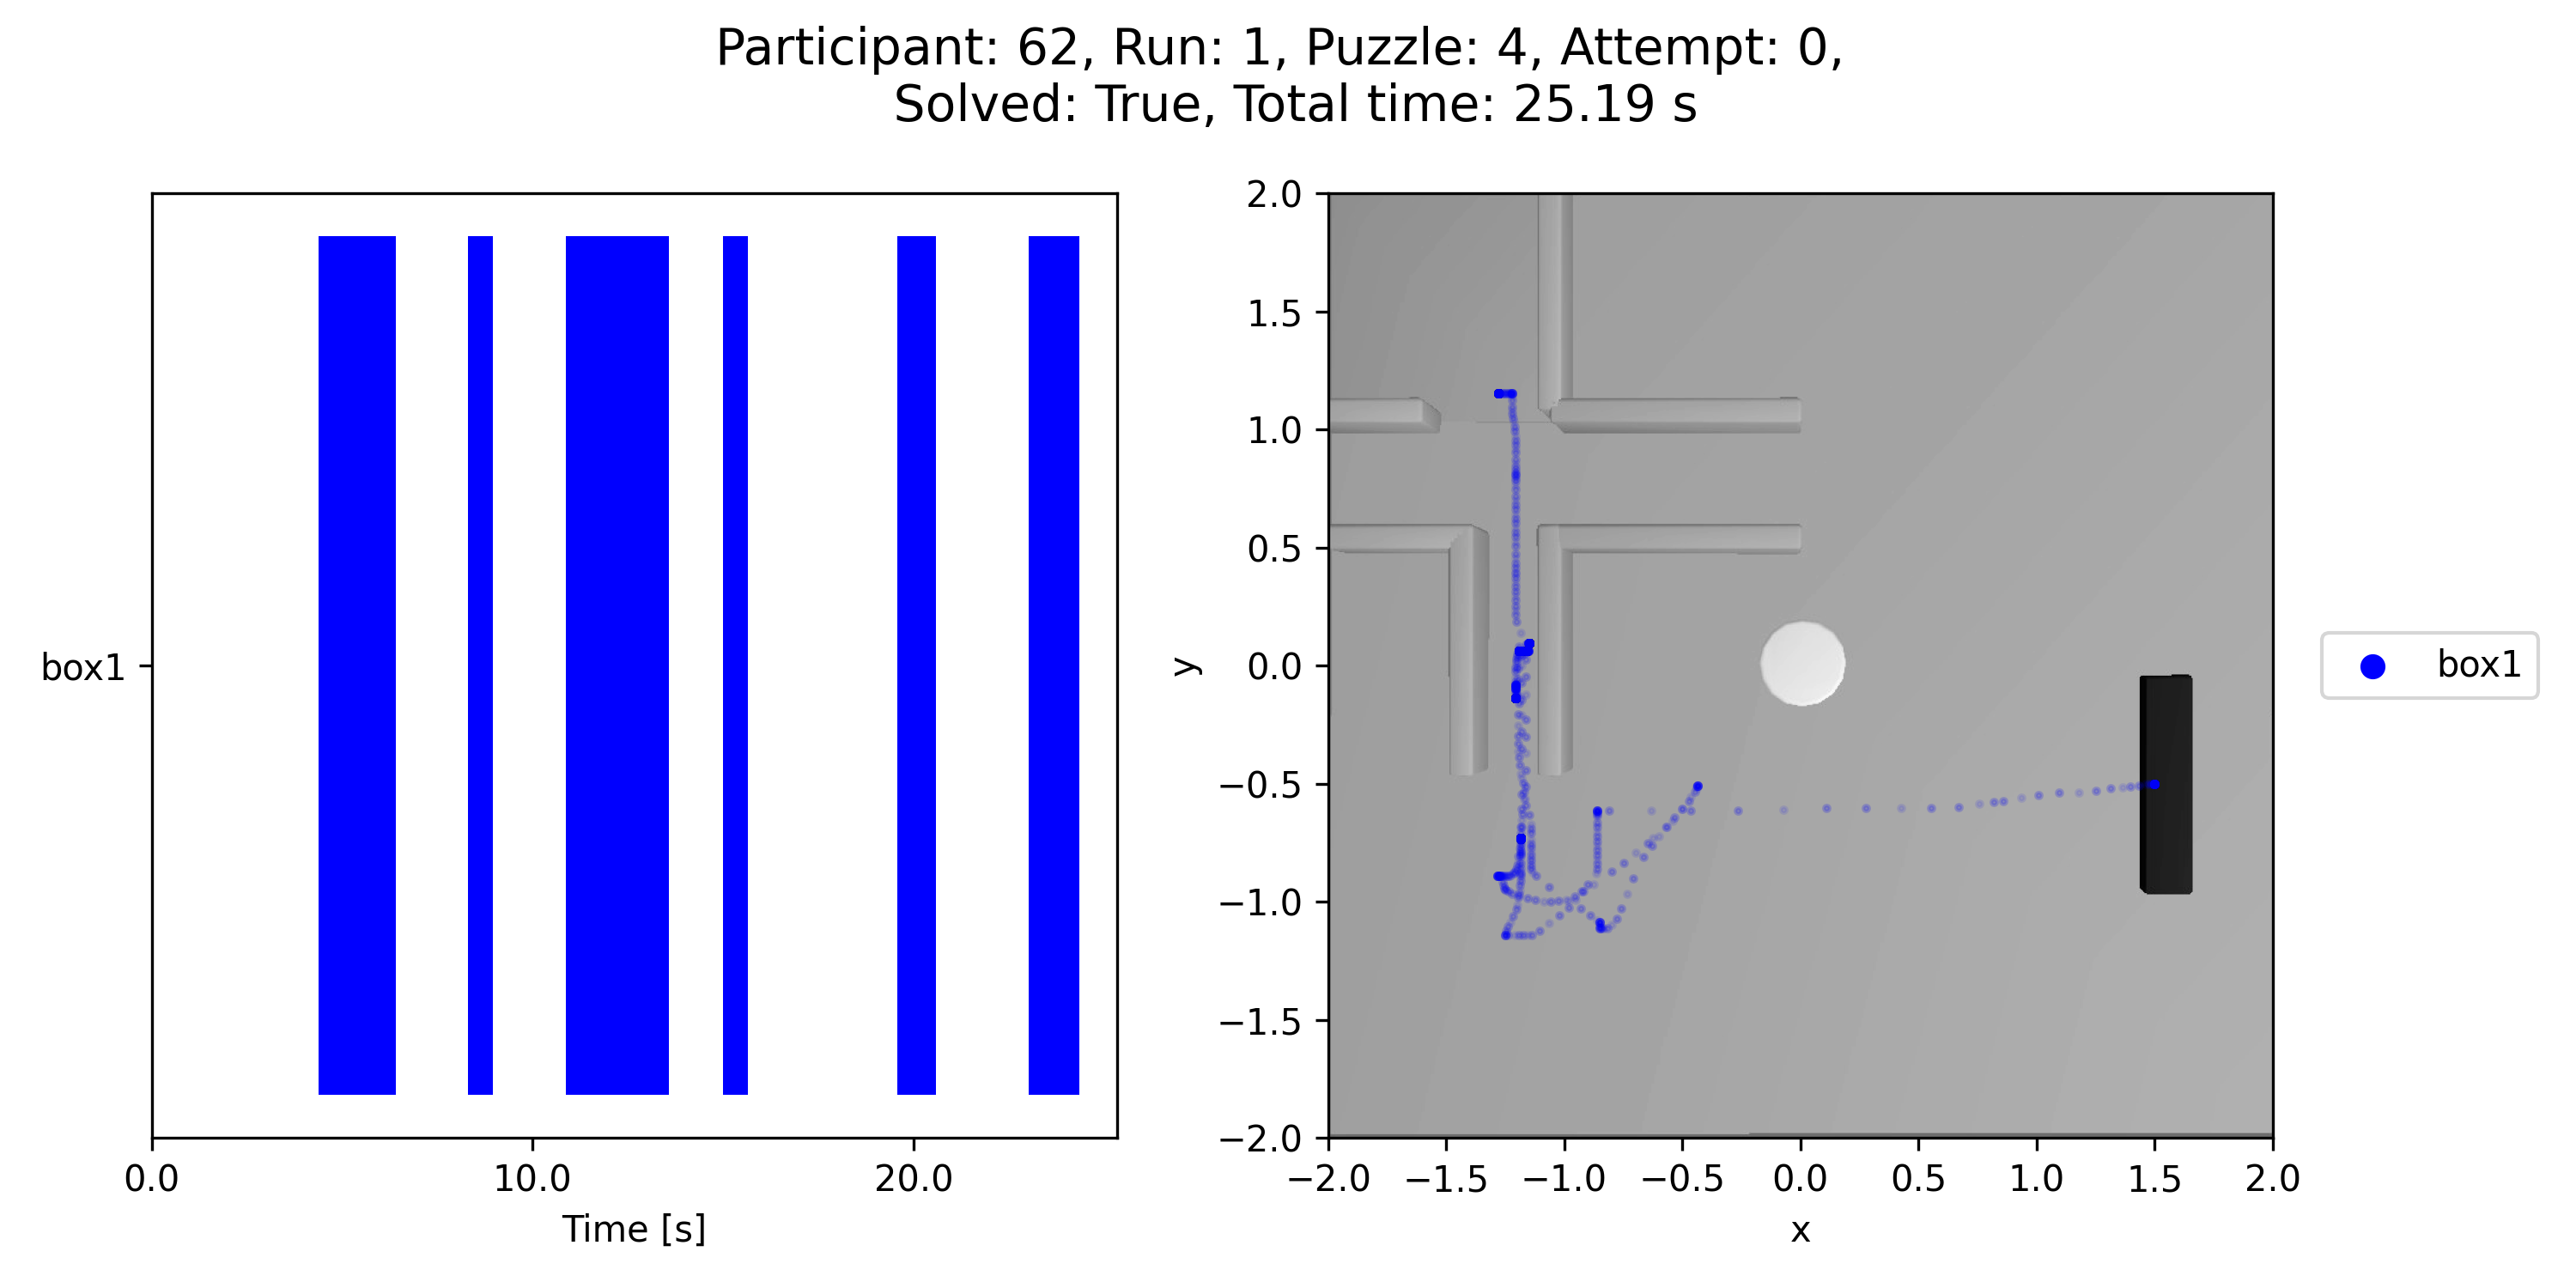 Participant: 62, Run: 1, Puzzle: 4, Attempt: 0,
Solved: True, Total time: 25.19 s
box1
0.0 10.0 20.0
Time [s]
2.0
1.5
1.0
0.5
0.0
−0.5
−1.0
−1.5
−2.0
y
−2.0 −1.5 −1.0 −0.5 0.0 0.5 1.0 1.5 2.0
x
box1